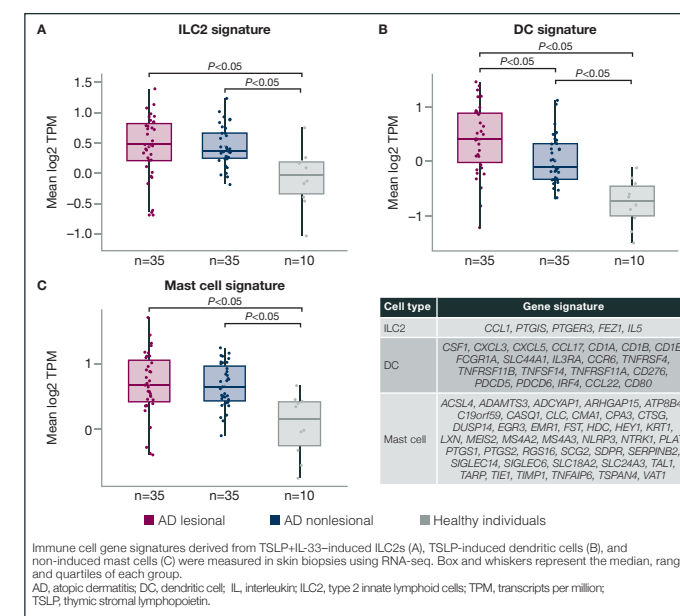 A
ILC2 signature
P<0.05
P<0.05
Mean log2 TPM
1.5
1.0
0.5
0.0
−0.5
−1.0
n=35
n=35
n=10
B
DC signature
P<0.05
P<0.05
P<0.05
Mean log2 TPM
1
0
−1
n=35
n=35
n=10
C
Mast cell signature
P<0.05
P<0.05
Mean log2 TPM
1
0
n=35
n=35
n=10
Cell type Gene signature
ILC2
CCL1, PTGIS, PTGER3, FEZ1, IL5
DC
CSF1, CXCL3, CXCL5, CCL17, CD1A, CD1B, CD1E
FCGR1A, SLC44A1, IL3RA, CCR6, TNFRSF4,
TNFRSF11B, TNFSF14, TNFRSF11A, CD276,
PDCD5, PDCD6, IRF4, CCL22, CD80
Mast cell
ACSL4, ADAMTS3, ADCYAP1, ARHGAP15, ATP8B4
C19orf59, CASQ1, CLC, CMA1, CPA3, CTSG,
DUSP14, EGR3, EMR1, FST, HDC, HEY1, KRT1,
LXN, MEIS2, MS4A2, MS4A3, NLRP3, NTRK1, PLAT
PTGS1, PTGS2, RGS16, SCG2, SDPR, SERPINB2,
SIGLEC14, SIGLEC6, SLC18A2, SLC24A3, TAL1,
TARP, TIE1, TIMP1, TNFAIP6, TSPAN4, VAT1
AD lesional
AD nonlesional
Healthy individuals
Immune cell gene signatures derived from TSLP+IL-33–induced ILC2s (A), TSLP-induced dendritic cells (B), and
non-induced mast cells (C) were measured in skin biopsies using RNA-seq. Box and whiskers represent the median, rang
and quartiles of each group.
AD, atopic dermatitis; DC, dendritic cell; IL, interleukin; ILC2, type 2 innate lymphoid cells; TPM, transcripts per million;
TSLP, thymic stromal lymphopoietin.